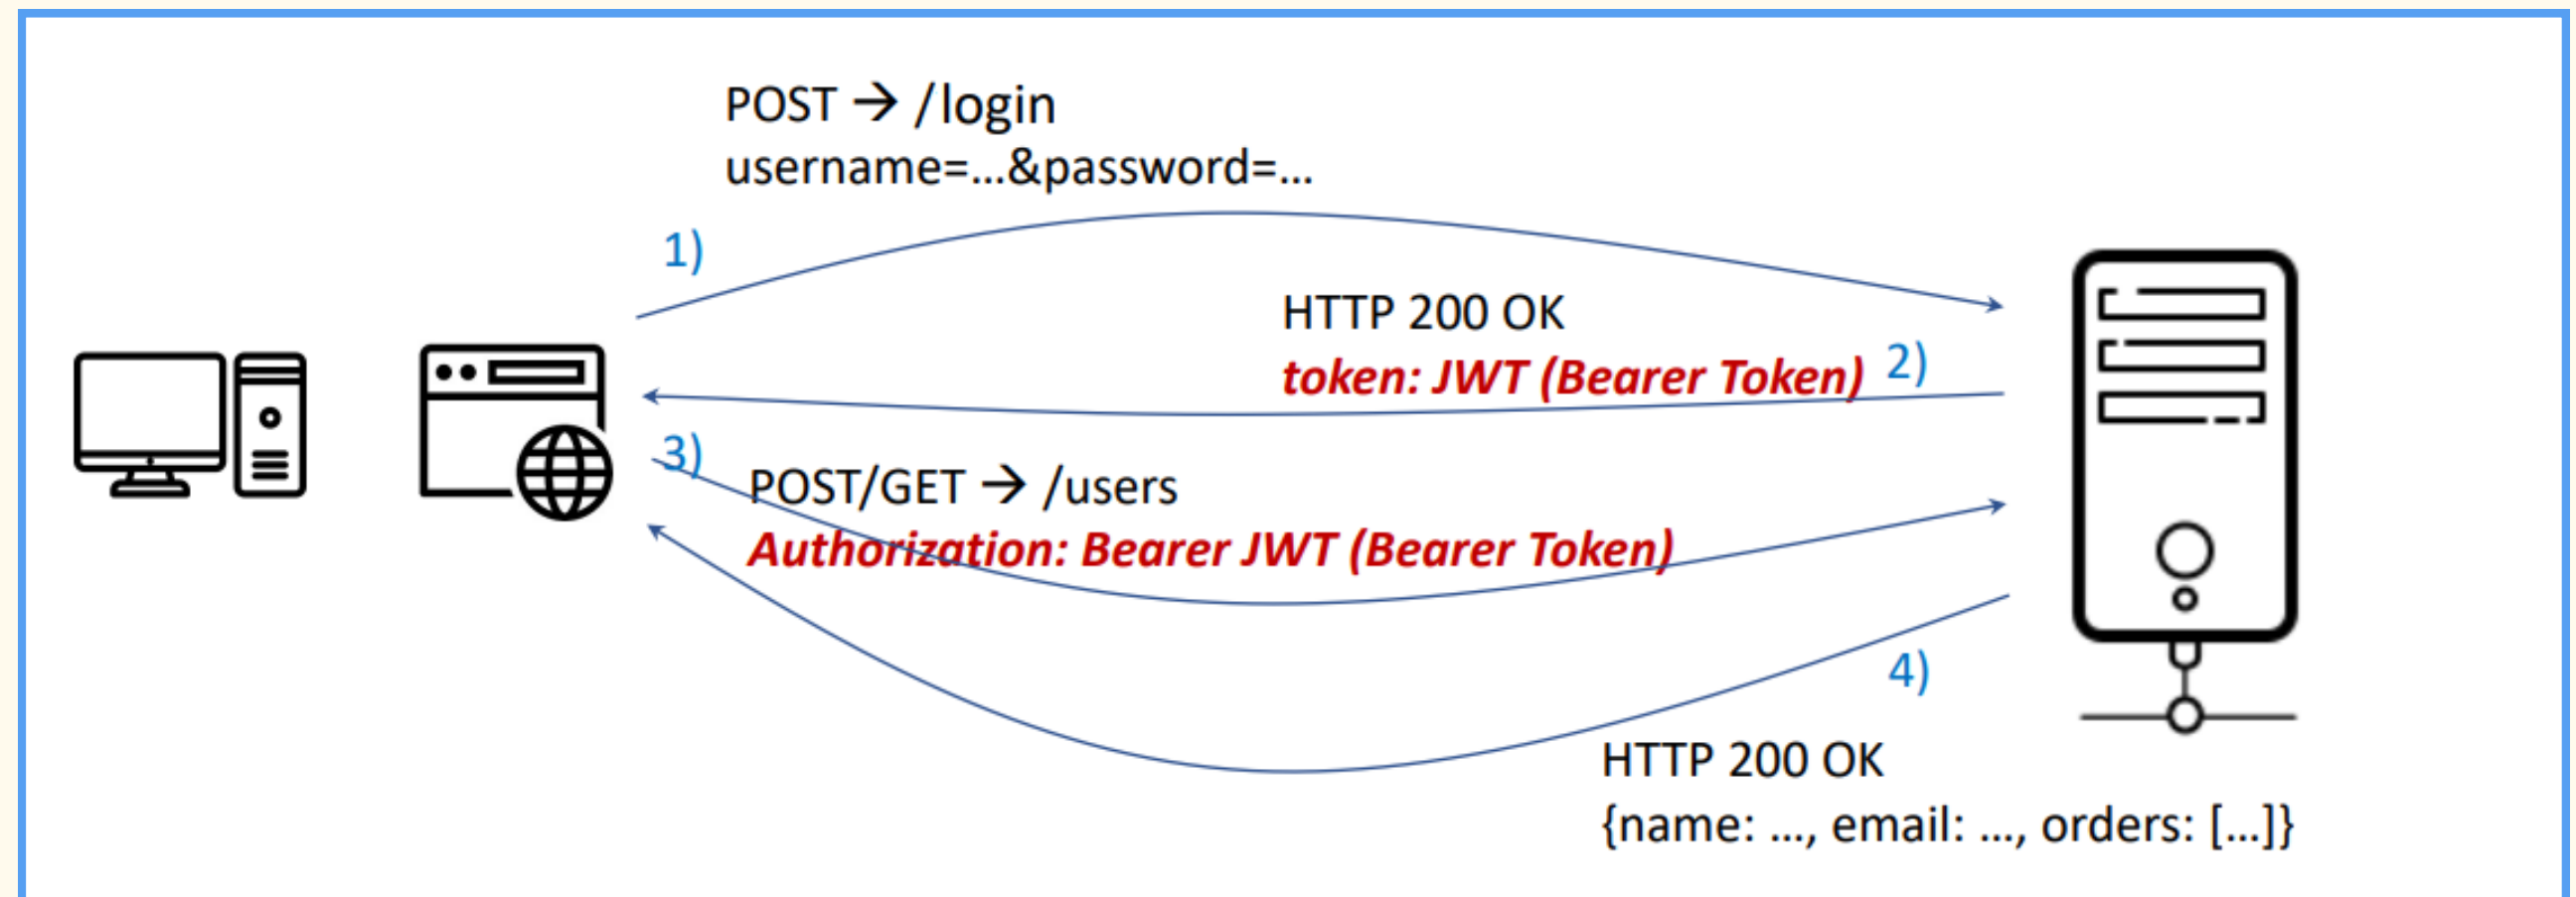 POST → /login
username=...&password=...
1)
HTTP 200 OK
token: JWT (Bearer Token)
2)
3)
POST/GET → /users
Authorization: Bearer JWT (Bearer Token)
4)
HTTP 200 OK
{name: ..., email: ..., orders: [...]}